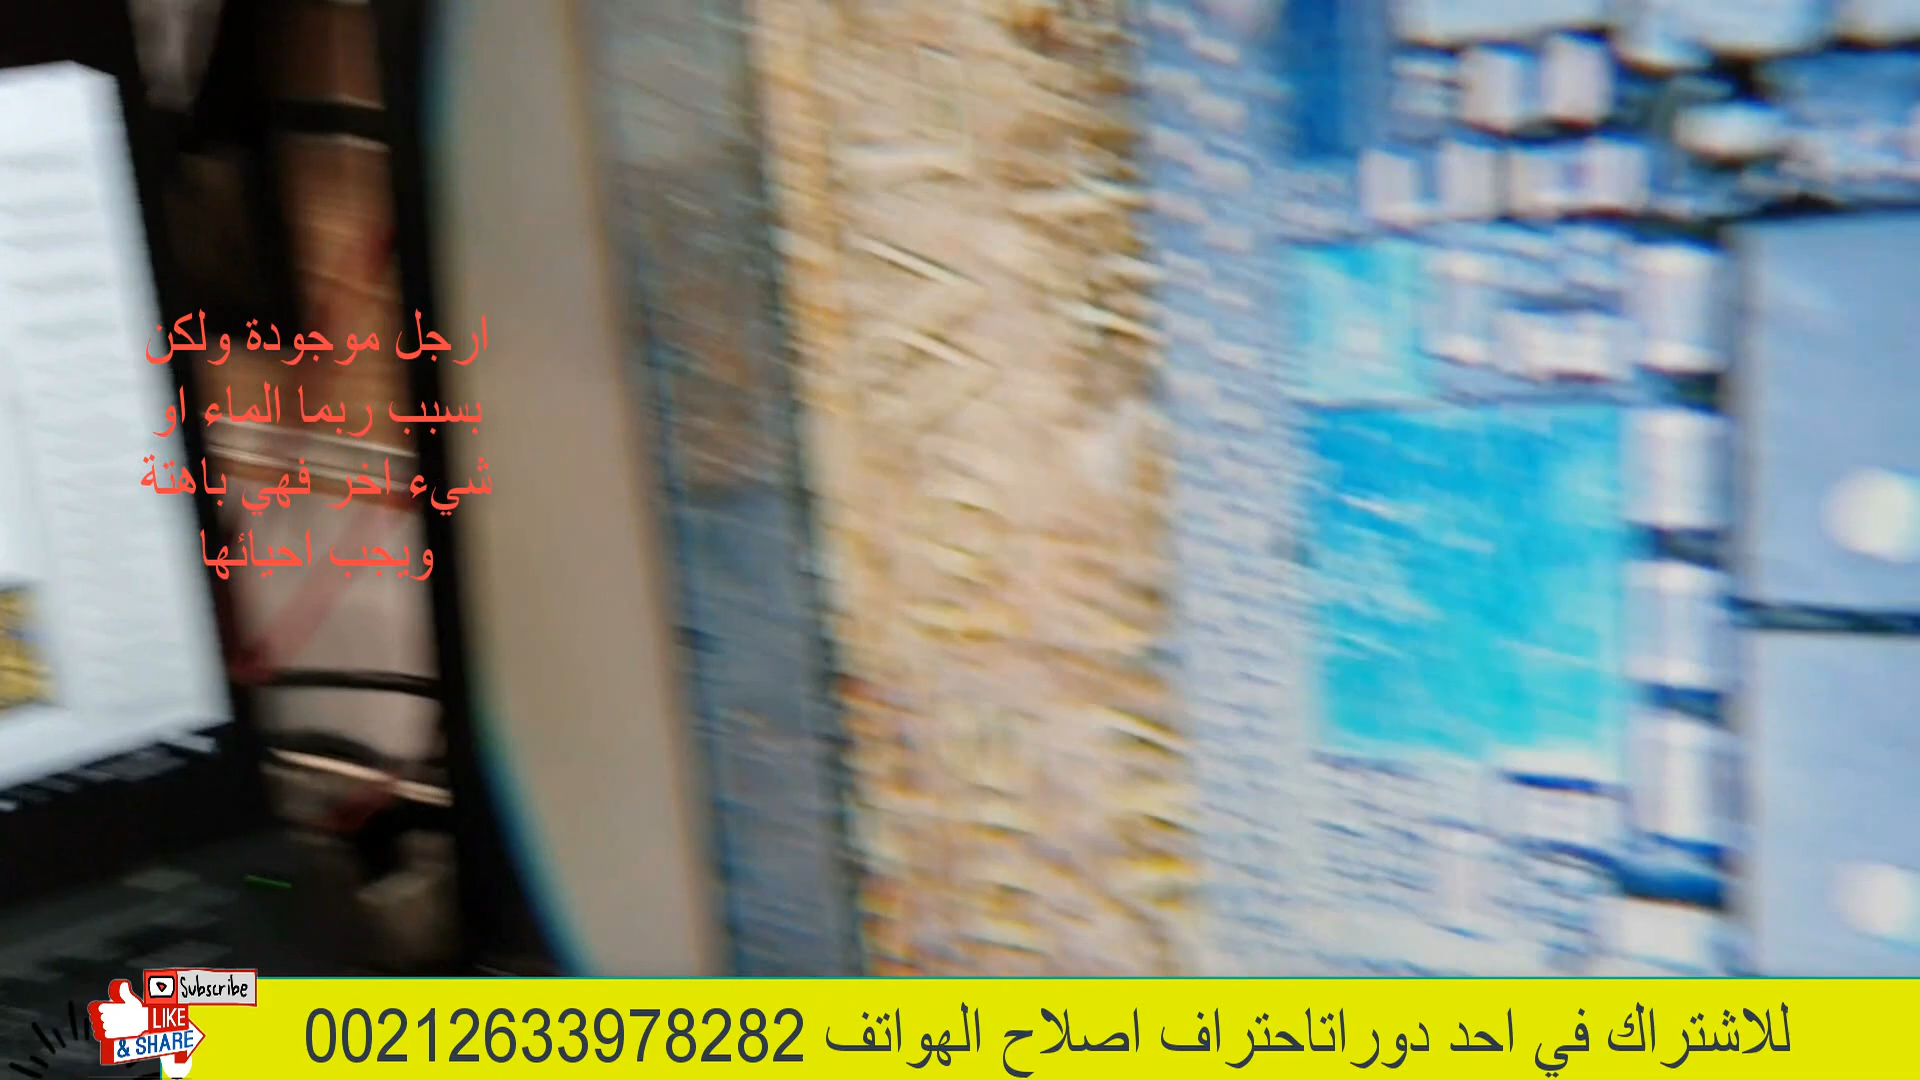 ارجل موجودة ولكن
بسبب ربما الماء او
شيء اخر فهي باهتة
ويجب احيائها
Subscribe
LIKE
& SHARE
للاشتراك في احد دوراتاحتراف اصلاح الهواتف 00212633978282